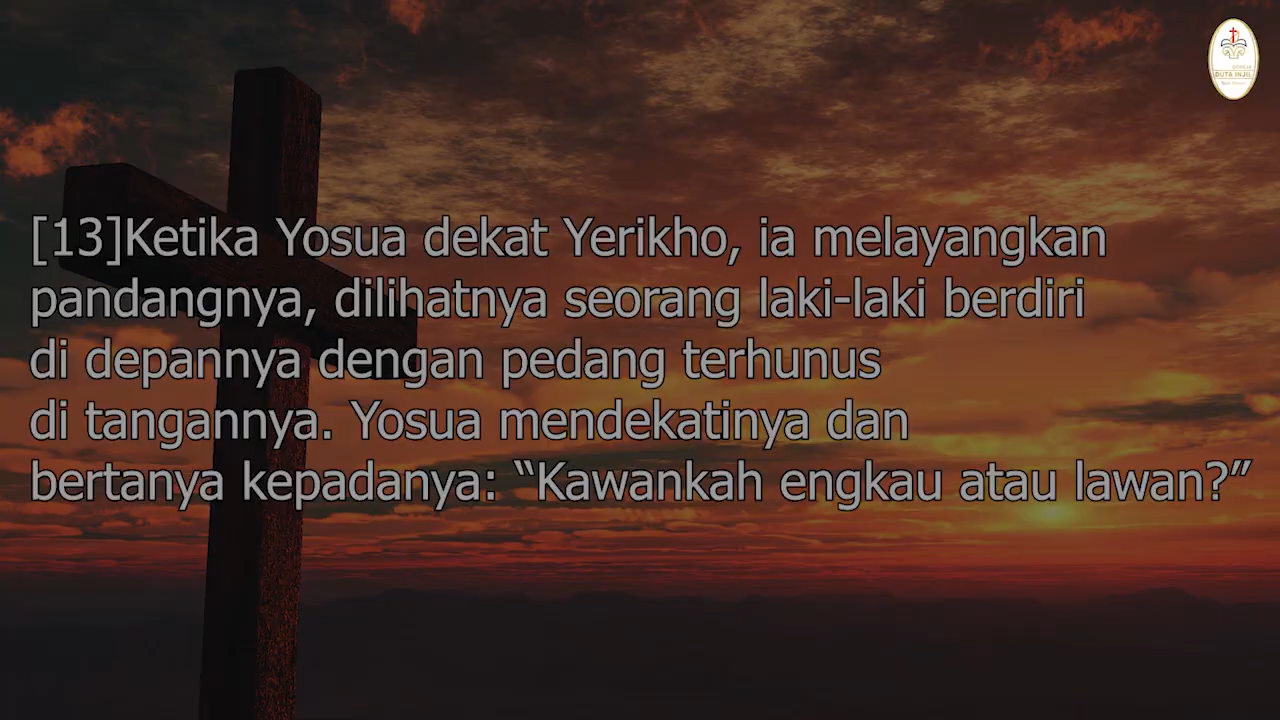 [13]Ketika Yosua dekat Yerikho, ia melayangkan
pandangnya, dilihatnya seorang laki-laki berdiri
di depannya dengan pedang terhunus
di tangannya. Yosua mendekatinya dan
bertanya kepadanya: “Kawankah engkau atau lawan?”
DUTA INJIL